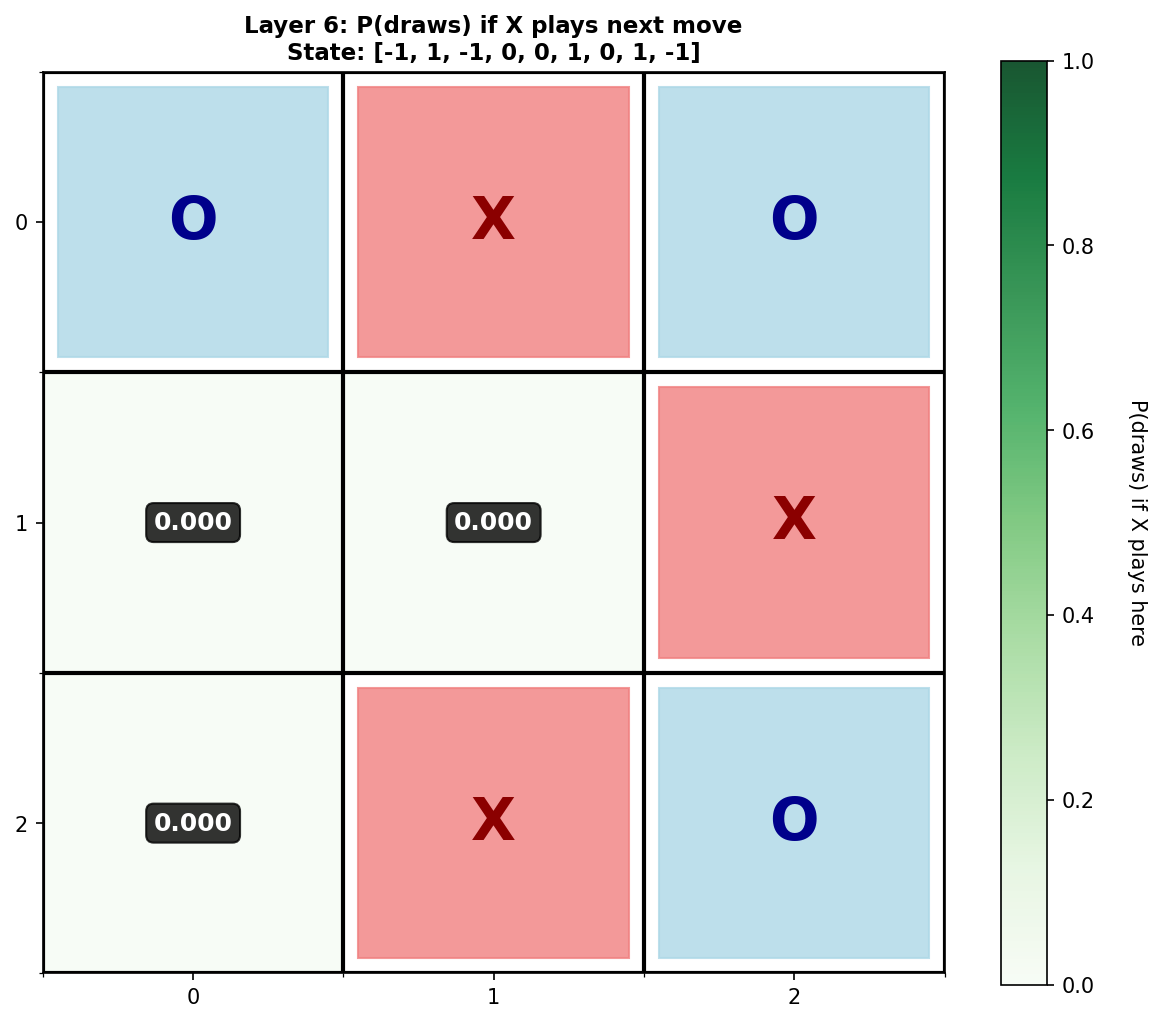 Layer 6: P(draws) if X plays next move
State: [-1, 1, -1, 0, 0, 1, 0, 1, -1]
O X O
0
0.000 0.000 X
1
0.000 X O
2
0 1 2
1.0
0.8
0.6
0.4
0.2
0.0
P(draws) if X plays here